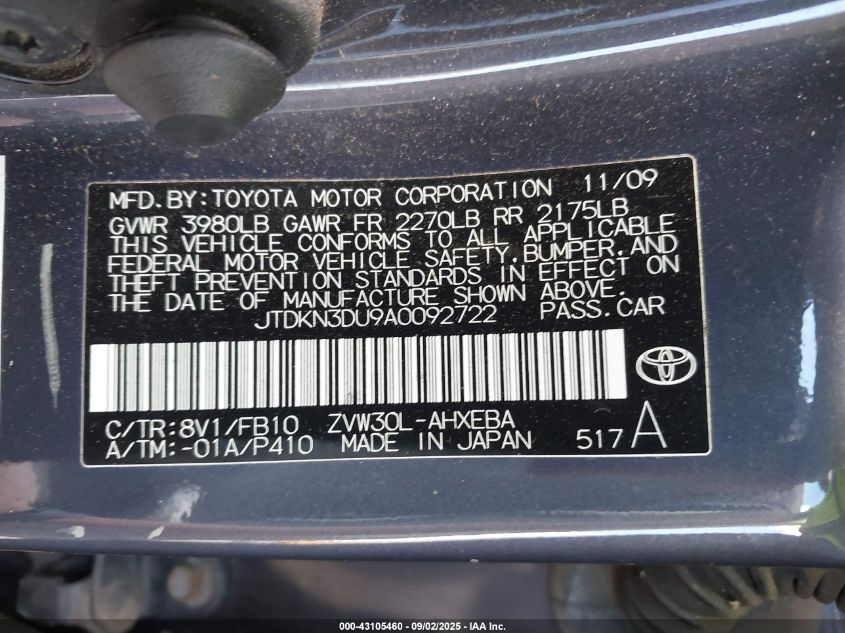 MFD.BY:TOYOTA MOTOR CORPORATION 11/09
GVWR 3980LB GAWR FR 2270LB RR 2175LB
THIS VEHICLE CONFORMS TO ALL APPLICABLE
FEDERAL MOTOR VEHICLE SAFETY,BUMPER,AND
THEFT PREVENTION STANDARDS IN EFFECT ON
THE DATE OF MANUFACTURE SHOWN ABOVE.
JTDKN3DU9A0092722 PASS.CAR
C/TR:8V1/FB10 ZVW30L-AHXEBA
A/TM:-01A/P410 MADE IN JAPAN 517A
000-43105460 - 09/02/2025 - IAA Inc.